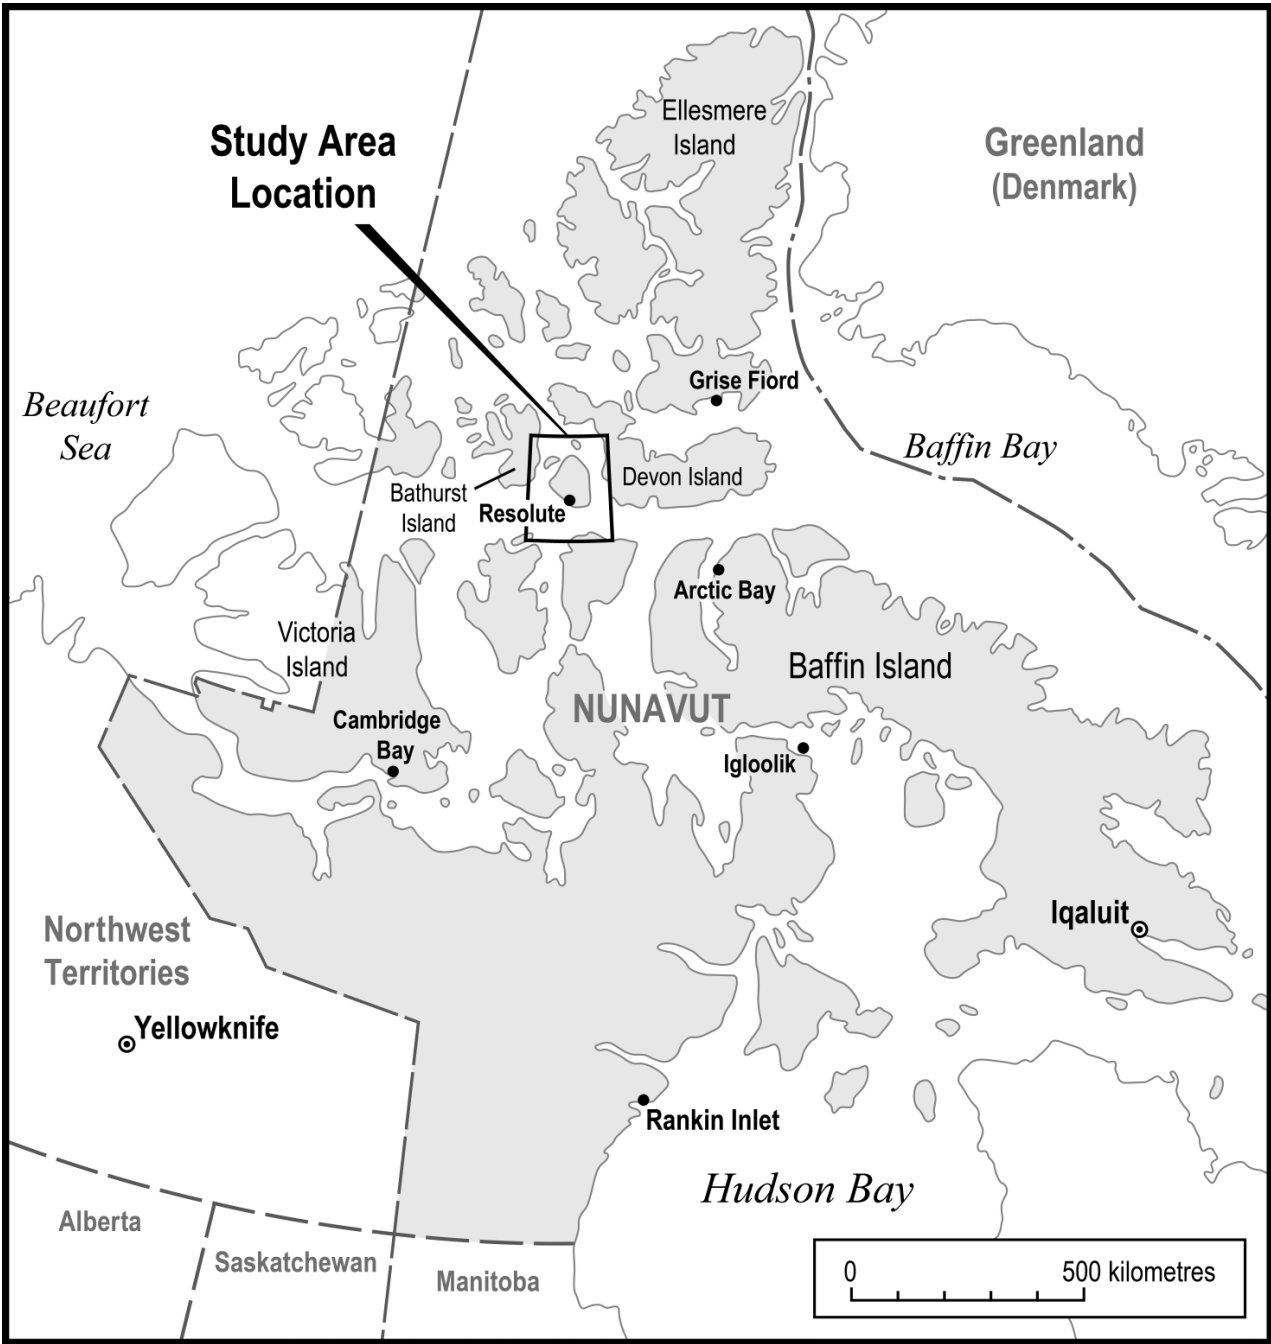 Ellesmere
Island
Study Area
Location
Greenland
(Denmark)
Grise Fiord
Beaufort
Sea
Baffin Bay
Devon Island
Bathurst
Island
Resolute
Arctic Bay
Victoria
Island
Baffin Island
NUNAVUT
Cambridge
Bay
Igloolik
Iqaluit
Northwest
Territories
Yellowknife
Rankin Inlet
Hudson Bay
Alberta
Saskatchewan
Manitoba
0 500 kilometres